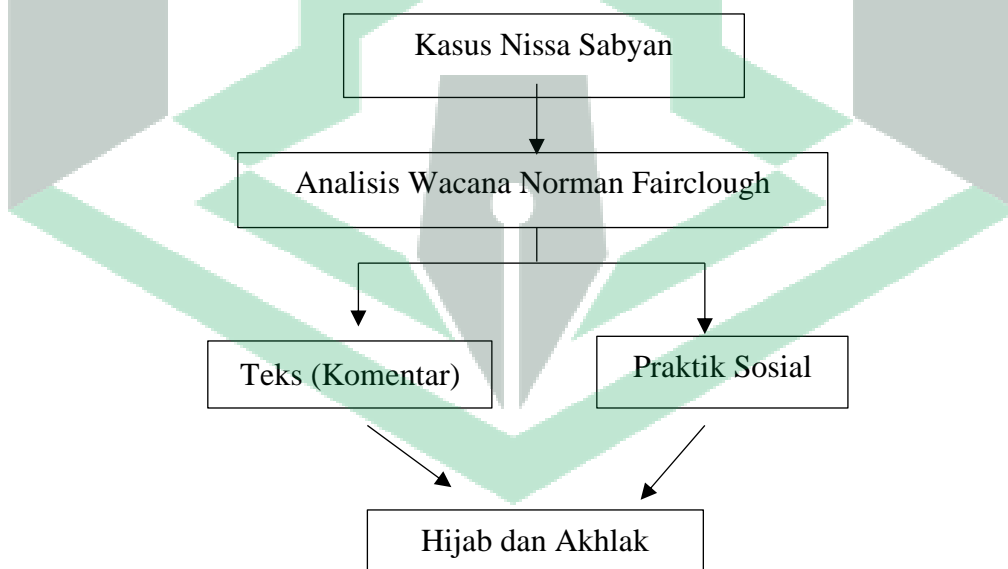 Kasus Nissa Sabyan
Analisis Wacana Norman Fairclough
Teks (Komentar)
Praktik Sosial
Hijab dan Akhlak